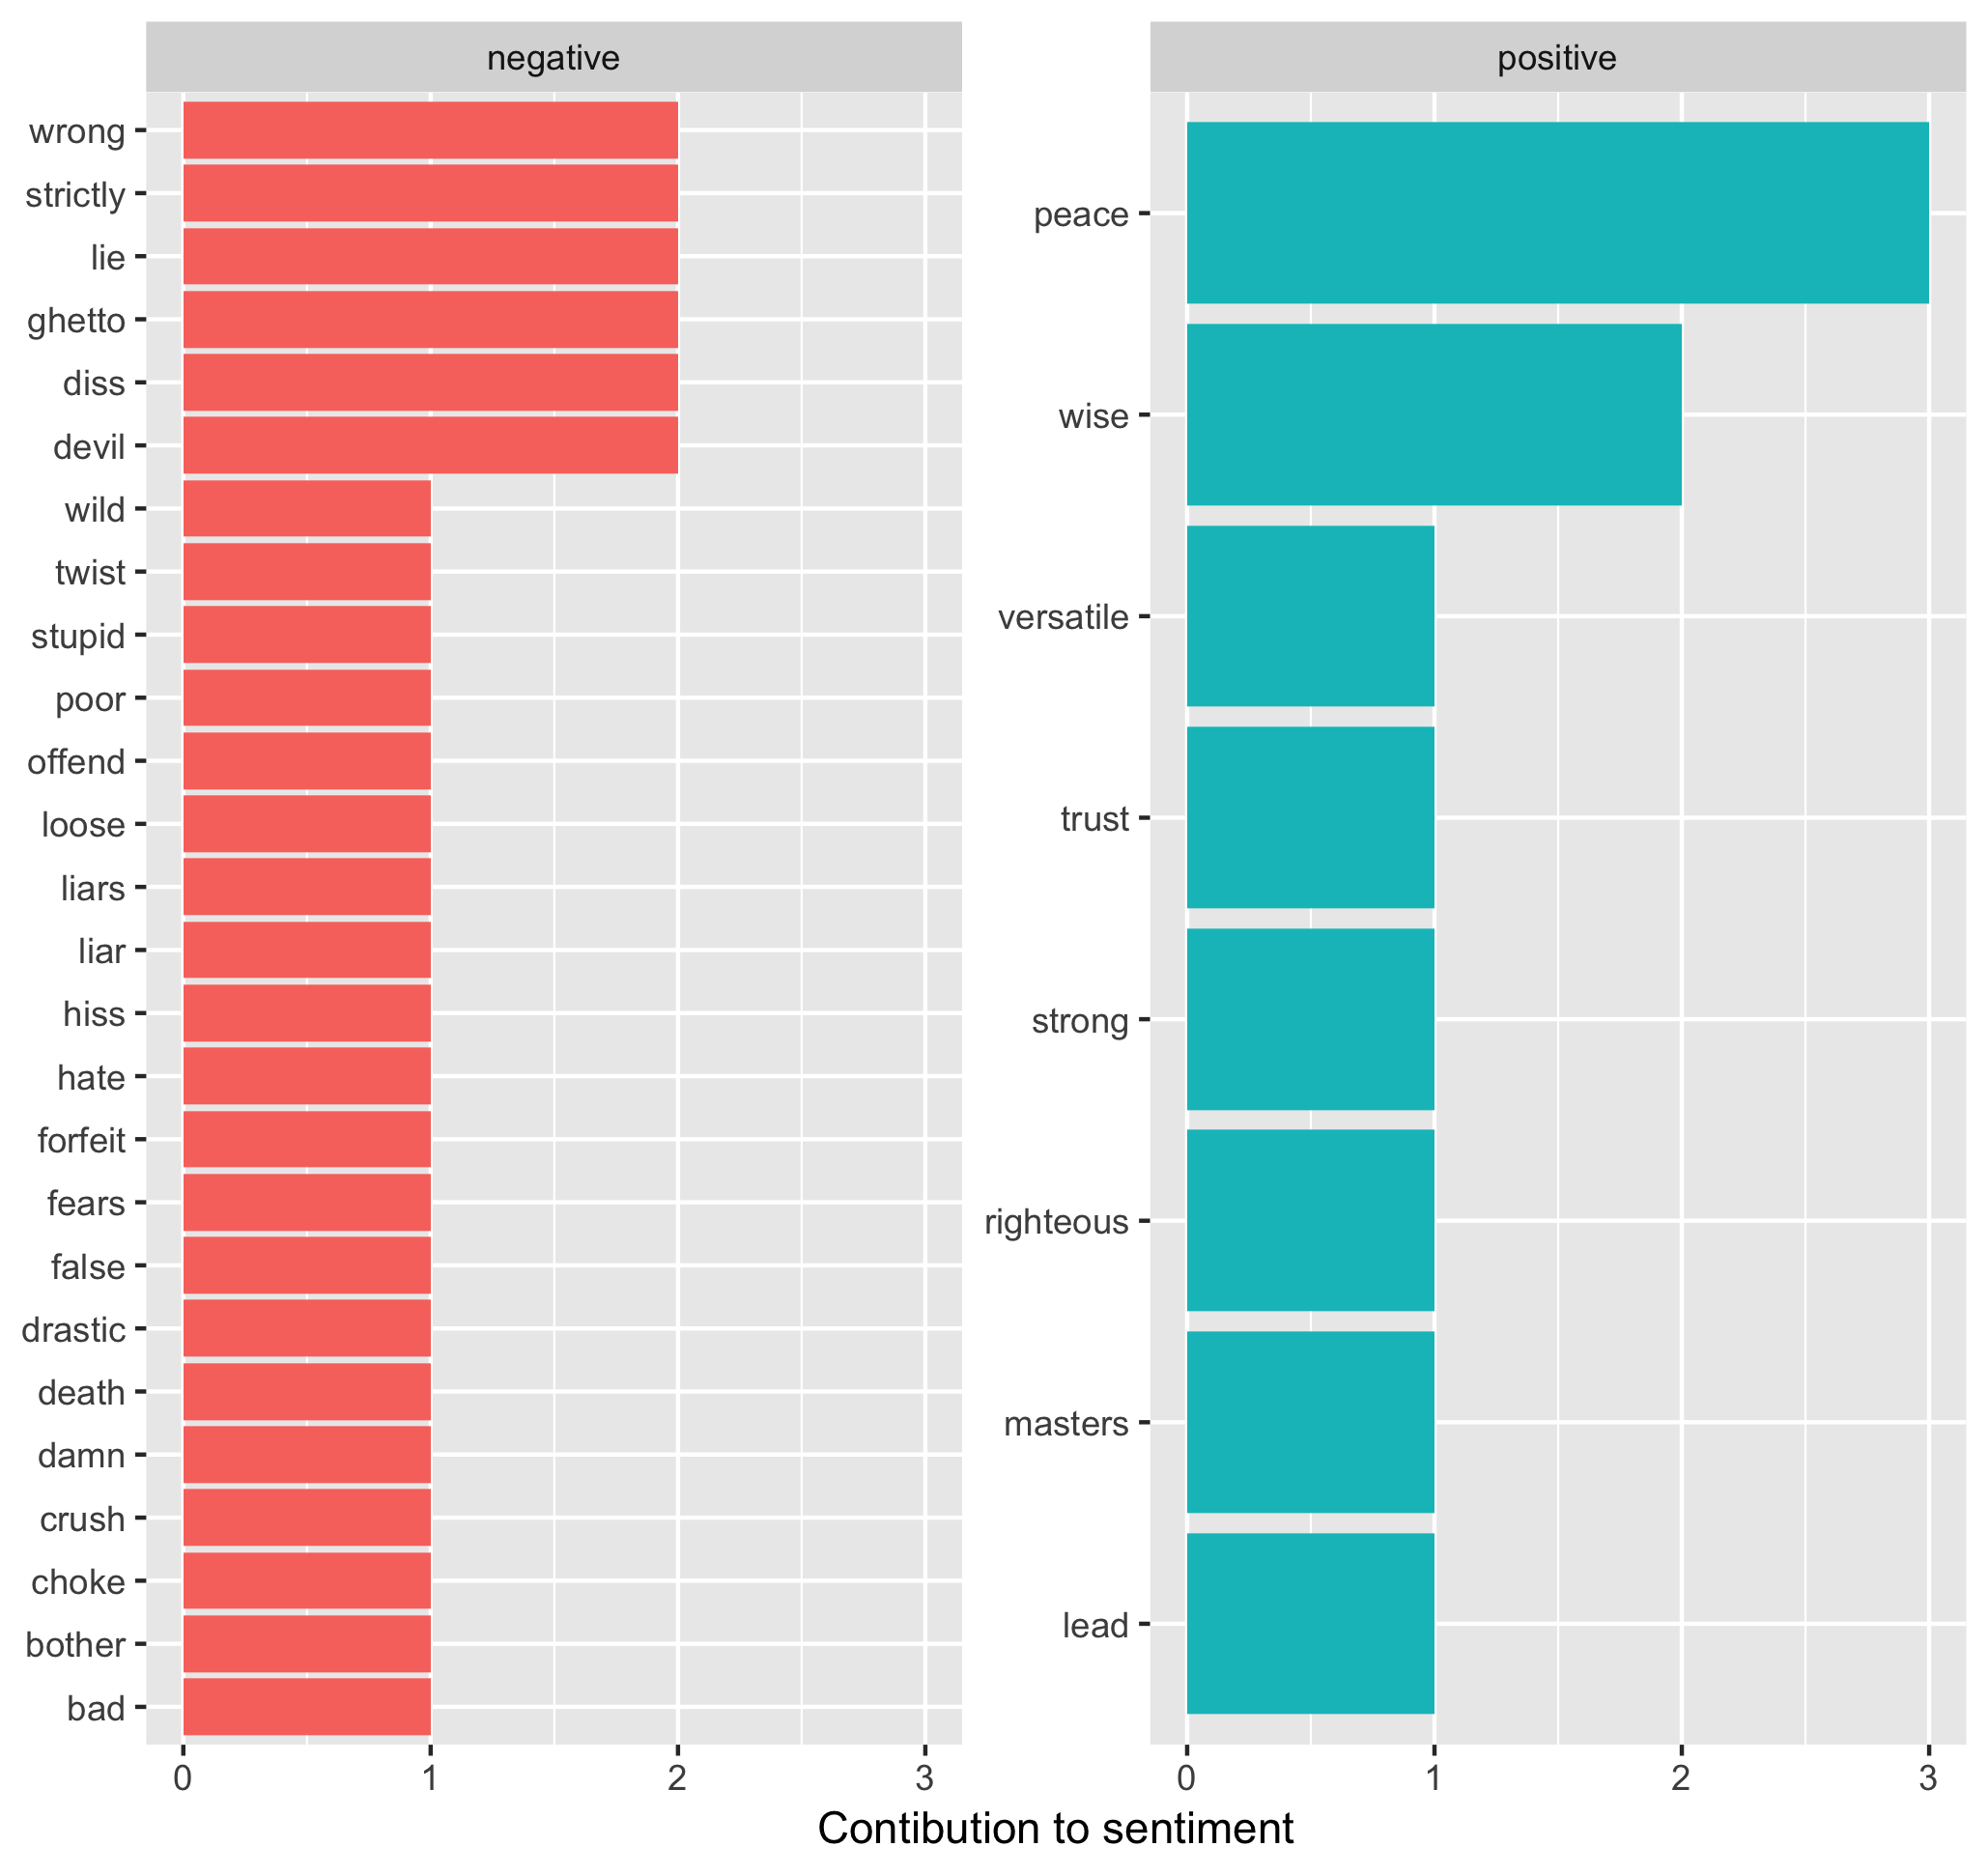 negative
wrong
strictly
lie
ghetto
diss
devil
wild
twist
stupid
poor
offend
loose
liars
liar
hiss
hate
forfeit
fears
false
drastic
death
damn
crush
choke
bother
bad
0 1 2 3
positive
peace
wise
versatile
trust
strong
righteous
masters
lead
0 1 2 3
Contibution to sentiment